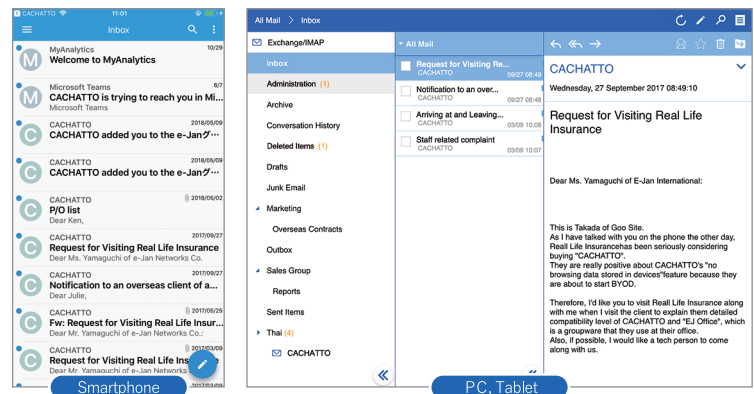 CACHATTO
11:01
Inbox
MyAnalytics 10/29
M Welcome to MyAnalytics
Microsoft Teams 6/7
M CACHATTO is trying to reach you in Mi...
Microsoft Teams
CACHATTO 2018/05/09
C CACHATTO added you to the e-Janグ…
CACHATTO 2018/05/09
C CACHATTO added you to the e-Janグ…
CACHATTO 2018/05/02
C P/O list
Dear Ken,
CACHATTO 2017/09/27
C Request for Visiting Real Life Insurance
Dear Ms. Yamaguchi of e-Jan Networks Co.
CACHATTO 2017/09/27
C Notification to an overseas client of a...
Dear Julie,
CACHATTO 2017/05/25
C Fw: Request for Visiting Real Life Insur...
Dear Mr. Yamaguchi of e-Jan Networks Co.:
CACHATTO 2017/03/09
C Request for Visiting Real Life Ins
Dear Mr. Yamaguchi of e-Jan Networks
CACHATTO 2017/03/09
Smartphone
All Mail > Inbox
Exchange/IMAP
Inbox
Administration (1)
Archive
Conversation History
Deleted Items (1)
Drafts
Junk Email
Marketing
Overseas Contracts
Outbox
Sales Group
Reports
Sent Items
Thai (4)
CACHATTO
All Mail
Request for Visiting Re...
CACHATTO 09/27 08:49
Notification to an over...
CACHATTO 09/27 08:48
Arriving at and Leaving...
CACHATTO 03/09 10:08
Staff related complaint
CACHATTO 03/09 10:07
CACHATTO
Wednesday, 27 September 2017 08:49:10
Request for Visiting Real Life
Insurance
Dear Ms. Yamaguchi of E-Jan International:
This is Takada of Goo Site.
As I have talked with you on the phone the other day,
Reall Life Insurancehas been seriously considering
buying "CACHATTO".
They are really positive about CACHATTO's "no
browsing data stored in devices"feature because they
are about to start BYOD.
Therefore, I'd like you to visit Reall Life Insurance along
with me when I visit the client to explain them detailed
compatibility level of CACHATTO and "EJ Office", which
is a groupware that they use at their office.
Also, if possible, I would like a tech person to come
along with us.
PC, Tablet